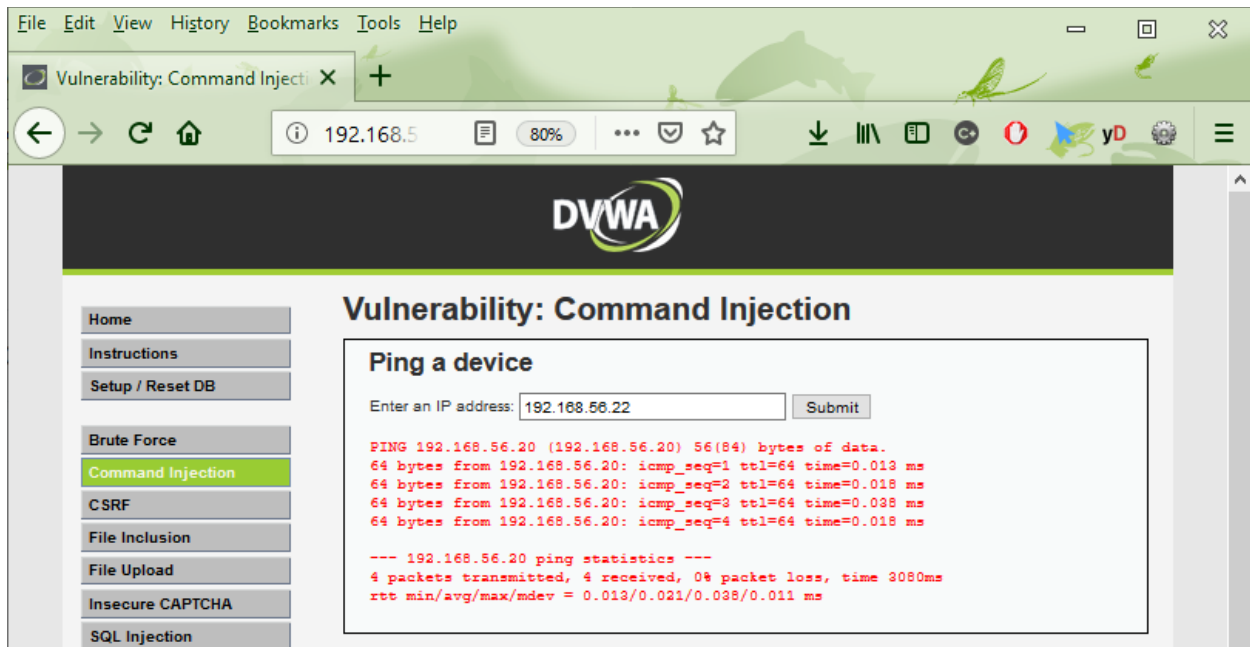 File Edit View History Bookmarks Tools Help
Vulnerability: Command Injecti
192.168.5
80%
yD
DVWA
Vulnerability: Command Injection
Home
Instructions
Setup / Reset DB
Brute Force
Command Injection
CSRF
File Inclusion
File Upload
Insecure CAPTCHA
SQL Injection
Ping a device
Enter an IP address: 192.168.56.22 Submit
PING 192.168.56.20 (192.168.56.20) 56(84) bytes of data.
64 bytes from 192.168.56.20: icmp_seq=1 ttl=64 time=0.013 ms
64 bytes from 192.168.56.20: icmp_seq=2 ttl=64 time=0.018 ms
64 bytes from 192.168.56.20: icmp_seq=3 ttl=64 time=0.038 ms
64 bytes from 192.168.56.20: icmp_seq=4 ttl=64 time=0.018 ms
--- 192.168.56.20 ping statistics ---
4 packets transmitted, 4 received, 0% packet loss, time 3080ms
rtt min/avg/max/mdev = 0.013/0.021/0.038/0.011 ms